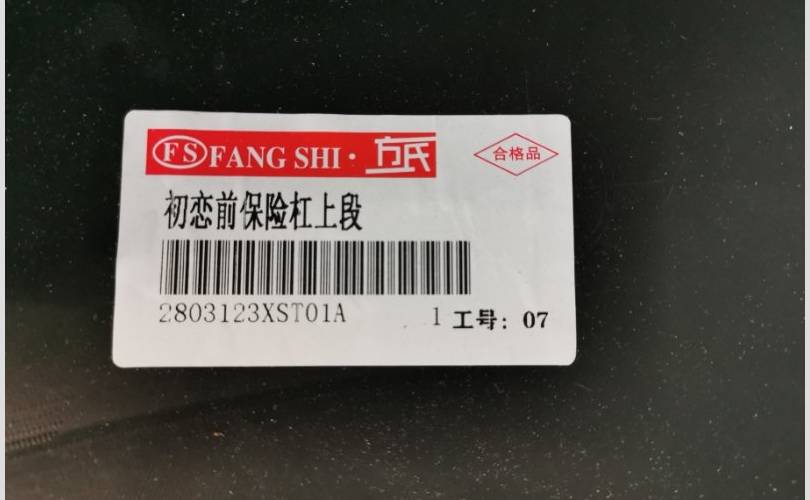 FS FANG SHI · 方氏
合格品
初恋前保险杠上段
2803123XST01A
1 工号: 07